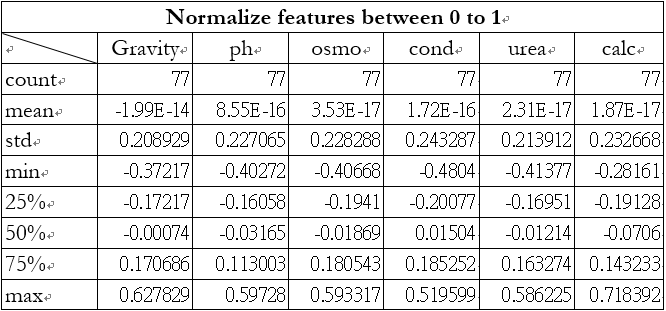 Normalize features between 0 to 1
Gravity ph osmo cond urea calc
count 77 77 77 77 77 77
mean -1.99E-14 8.55E-16 3.53E-17 1.72E-16 2.31E-17 1.87E-17
std 0.208929 0.227065 0.228288 0.243287 0.213912 0.232668
min -0.37217 -0.40272 -0.40668 -0.4804 -0.41377 -0.28161
25% -0.17217 -0.16058 -0.1941 -0.20077 -0.16951 -0.19128
50% -0.00074 -0.03165 -0.01869 0.01504 -0.01214 -0.0706
75% 0.170686 0.113003 0.180543 0.185252 0.163274 0.143233
max 0.627829 0.59728 0.593317 0.519599 0.586225 0.718392